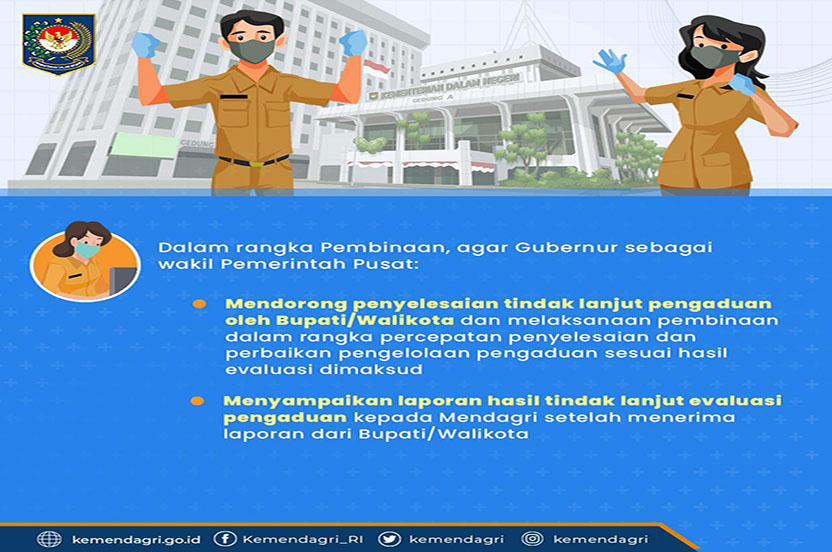 KEMENTERIAN DALAM NEGERI
GEDUNG A
GEDUNG
Dalam rangka Pembinaan, agar Gubernur sebagai
wakil Pemerintah Pusat:
Mendorong penyelesaian tindak lanjut pengaduan
oleh Bupati/Walikota dan melaksanaan pembinaan
dalam rangka percepatan penyelesaian dan
perbaikan pengelolaan pengaduan sesuai hasil
evaluasi dimaksud
Menyampaikan laporan hasil tindak lanjut evaluasi
pengaduan kepada Mendagri setelah menerima
laporan dari Bupati/Walikota
kemendagri.go.id Kemendagri_RI kemendagri kemendagri